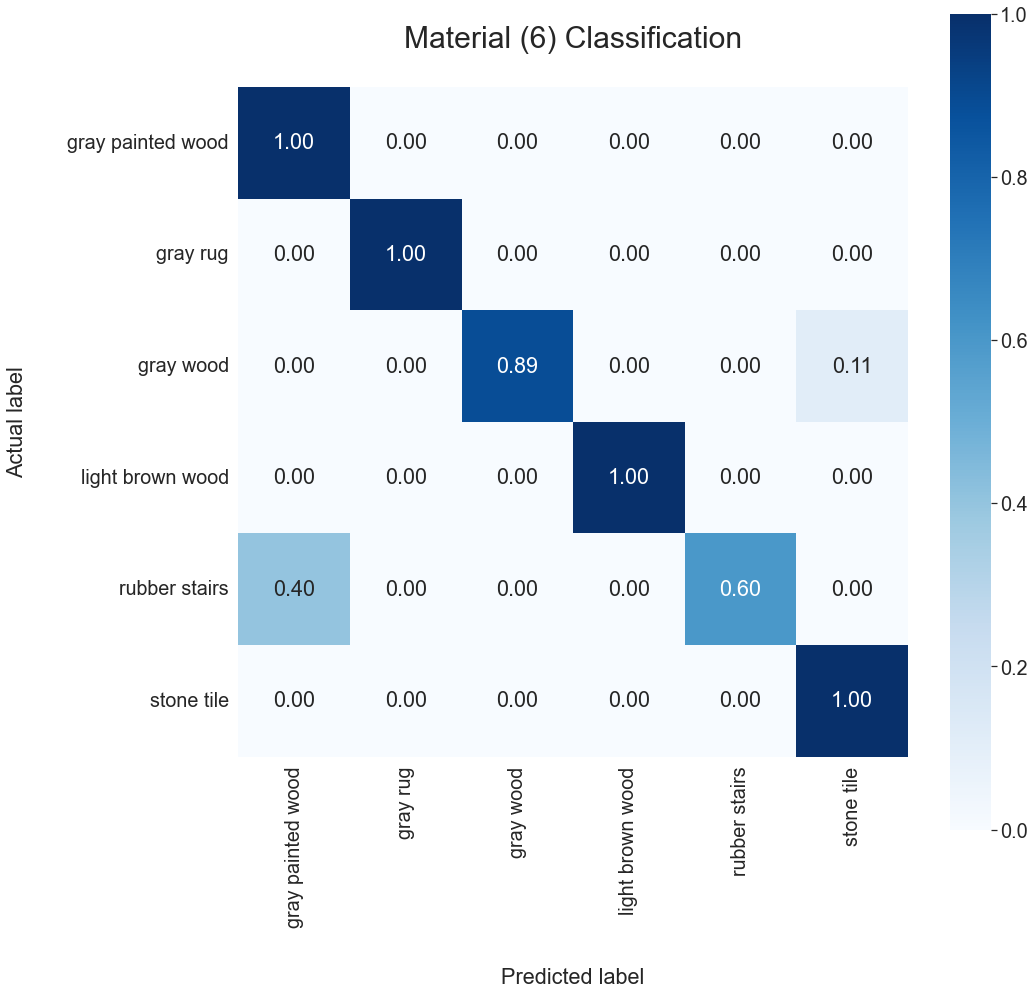 Material (6) Classification
1.0
0.8
0.6
0.4
0.2
0.0
Actual label
gray painted wood 1.00 0.00 0.00 0.00 0.00 0.00
gray rug 0.00 1.00 0.00 0.00 0.00 0.00
gray wood 0.00 0.00 0.89 0.00 0.00 0.11
light brown wood 0.00 0.00 0.00 1.00 0.00 0.00
rubber stairs 0.40 0.00 0.00 0.00 0.60 0.00
stone tile 0.00 0.00 0.00 0.00 0.00 1.00
gray painted wood
gray rug
gray wood
light brown wood
rubber stairs
stone tile
Predicted label